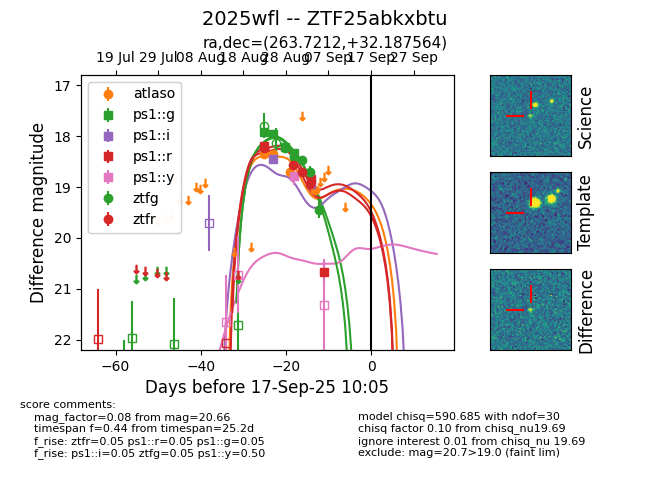 2025wfl -- ZTF25abkxbtu
ra,dec=(263.7212,+32.187564)
19 Jul 29 Jul 08 Aug 18 Aug 28 Aug 07 Sep 17 Sep 27 Sep
17
18
19
20
21
22
Difference magnitude
atlaso
ps1::g
ps1::i
ps1::r
ps1::y
ztfg
ztfr
−60 −40 −20 0
Days before 17-Sep-25 10:05
Science
Template
Difference
score comments:
mag_factor=0.08 from mag=20.66
timespan f=0.44 from timespan=25.2d
f_rise: ztfr=0.05 ps1::r=0.05 ps1::g=0.05
f_rise: ps1::i=0.05 ztfg=0.05 ps1::y=0.50
model chisq=590.685 with ndof=30
chisq factor 0.10 from chisq_nu19.69
ignore interest 0.01 from chisq_nu 19.69
exclude: mag=20.7>19.0 (faint lim)